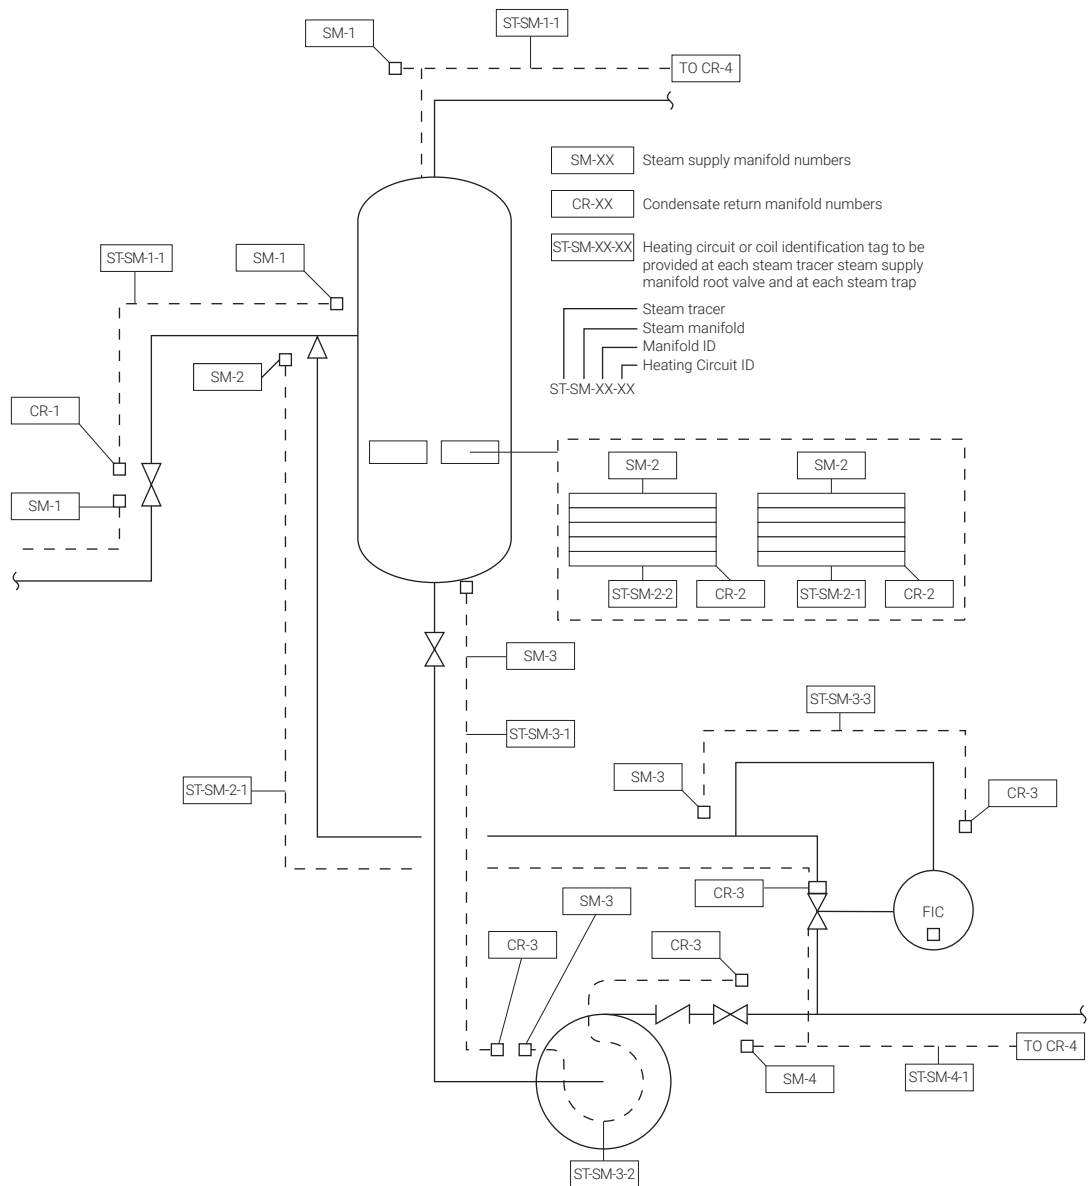 ST-SM-1-1
SM-1
TO CR-4
SM-XX Steam supply manifold numbers
CR-XX Condensate return manifold numbers
ST-SM-XX-XX Heating circuit or coil identification tag to be
provided at each steam tracer steam supply
manifold root valve and at each steam trap
ST-SM-1-1
SM-1
Steam tracer
Steam manifold
Manifold ID
Heating Circuit ID
ST-SM-XX-XX
SM-2
CR-1
SM-1
SM-2
SM-2
ST-SM-2-2
CR-2
ST-SM-2-1
CR-2
SM-3
ST-SM-3-3
ST-SM-3-1
SM-3
CR-3
ST-SM-2-1
CR-3
SM-3
FIC
CR-3
CR-3
TO CR-4
SM-4
ST-SM-4-1
ST-SM-3-2